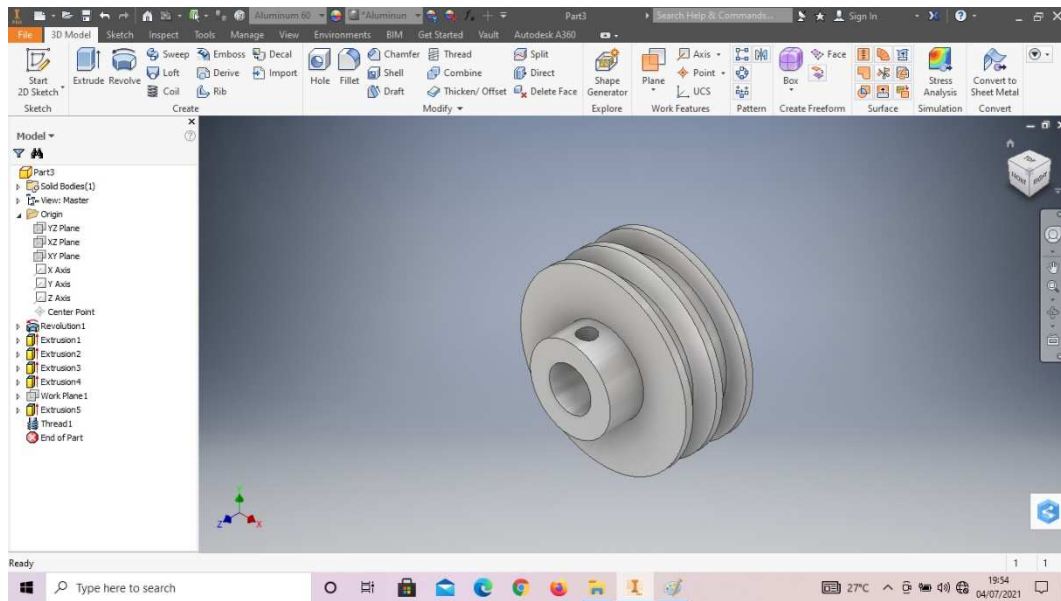 Aluminum 60
*Aluminun
Part3
Search Help & Commands...
Sign In
File 3D Model Sketch Inspect Tools Manage View Environments BIM Get Started Vault Autodesk A360
Start
2D Sketch
Extrude
Revolve
Sweep
Loft
Coil
Emboss
Derive
Rib
Decal
Import
Hole
Fillet
Chamfer
Shell
Draft
Thread
Combine
Thicken/ Offset
Split
Direct
Delete Face
Shape
Generator
Plane
Axis
Point
UCS
Box
Face
Stress
Analysis
Convert to
Sheet Metal
Sketch Create Modify Explore Work Features Pattern Create Freeform Surface Simulation Convert
Model
Part3
Solid Bodies(1)
View: Master
Origin
YZ Plane
XZ Plane
XY Plane
X Axis
Y Axis
Z Axis
Center Point
Revolution1
Extrusion1
Extrusion2
Extrusion3
Extrusion4
Work Plane1
Extrusion5
Thread1
End of Part
TOP
FRONT
RIGHT
Y
Z
X
Ready
1 1
Type here to search
27°C
19:54
04/07/2021